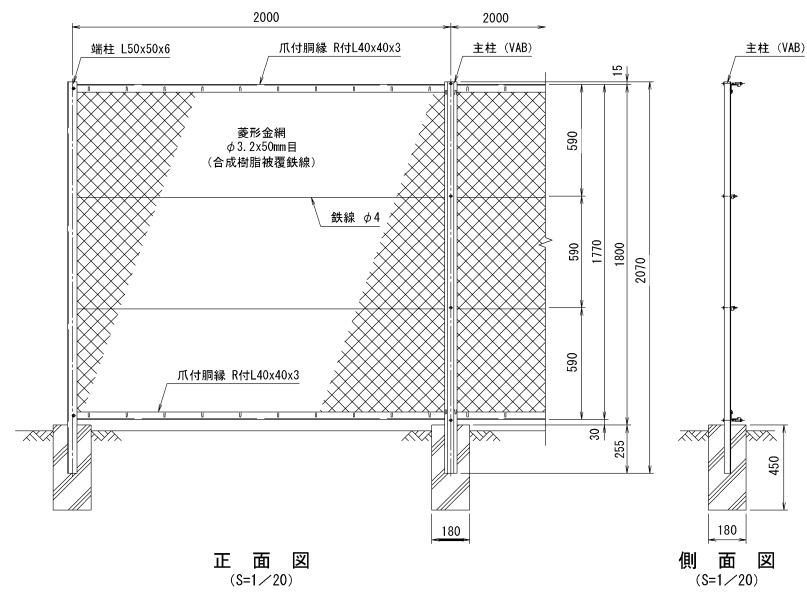 2000
2000
端柱 L50x50x6
爪付胴縁 R付L40x40x3
主柱 (VAB)
主柱 (VAB)
15
菱形金網
φ3.2x50mm目
(合成樹脂被覆鉄線)
鉄線 φ4
590
590
590
1770
1800
2070
爪付胴縁 R付L40x40x3
30
255
450
180
180
正 面 図
(S=1/20)
側 面 図
(S=1/20)